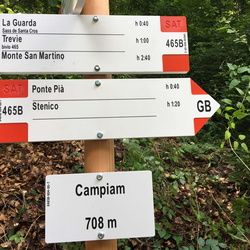 La Guarda h 0:40 SAT
Sass de Santa Cros
Trevie h 1:00
bivio 465 465B
Monte San Martino h 2:40
SAT Ponte Pià h 0:40
Stenico h 1:20 GB
465B
Campiam
708 m